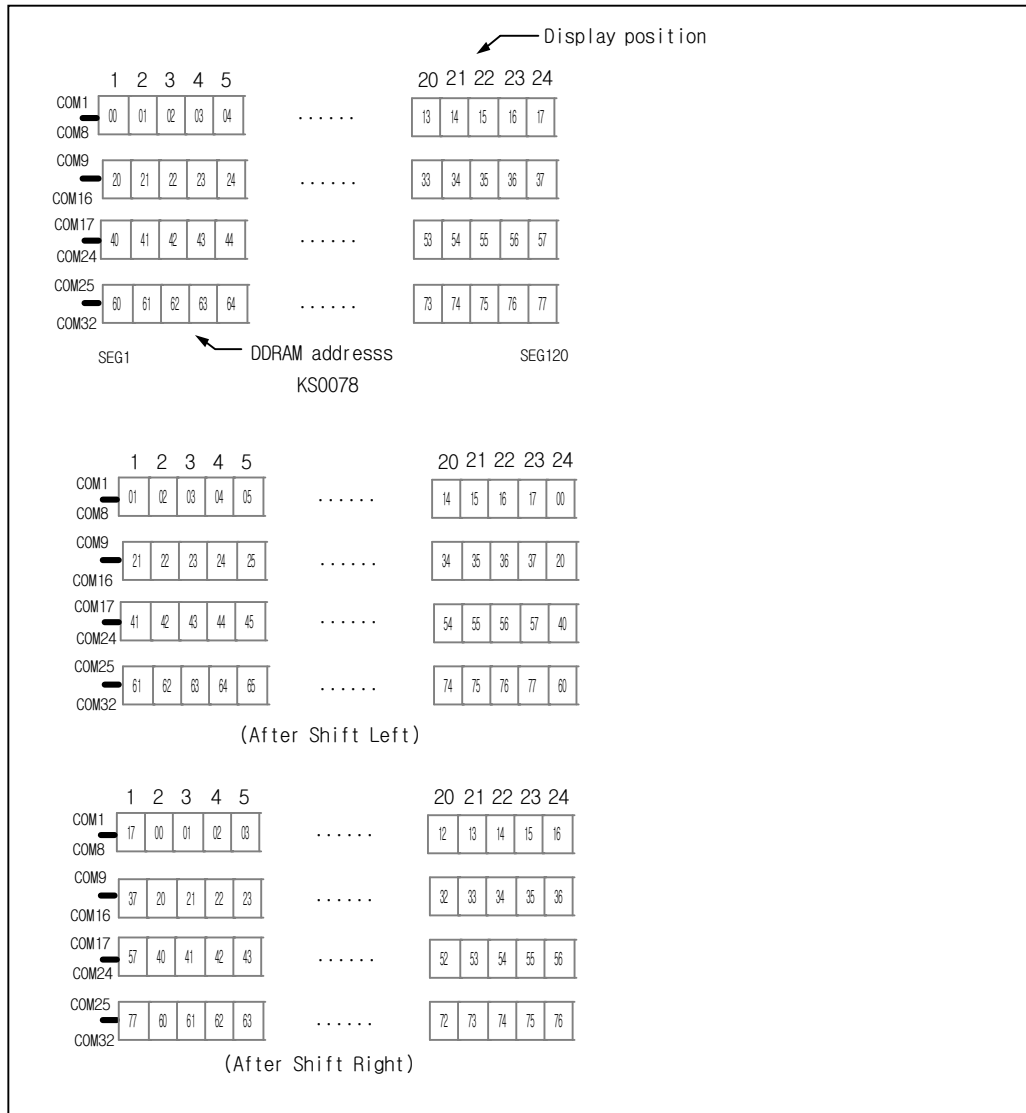 Display position
1 2 3 4 5 20 21 22 23 24
COM1
00 01 02 03 04 ...... 13 14 15 16 17
COM8
COM9
20 21 22 23 24 ...... 33 34 35 36 37
COM16
COM17
40 41 42 43 44 ...... 53 54 55 56 57
COM24
COM25
60 61 62 63 64 ...... 73 74 75 76 77
COM32
SEG1 DDRAM addresss SEG120
KS0078
1 2 3 4 5 20 21 22 23 24
COM1
01 02 03 04 05 ...... 14 15 16 17 00
COM8
COM9
21 22 23 24 25 ...... 34 35 36 37 20
COM16
COM17
41 42 43 44 45 ...... 54 55 56 57 40
COM24
COM25
61 62 63 64 65 ...... 74 75 76 77 60
COM32
(After Shift Left)
1 2 3 4 5 20 21 22 23 24
COM1
17 00 01 02 03 ...... 12 13 14 15 16
COM8
COM9
37 20 21 22 23 ...... 32 33 34 35 36
COM16
COM17
57 40 41 42 43 ...... 52 53 54 55 56
COM24
COM25
77 60 61 62 63 ...... 72 73 74 75 76
COM32
(After Shift Right)